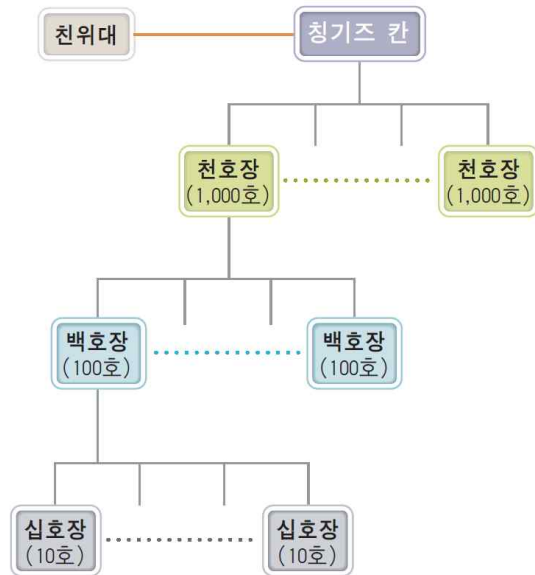 친위대
칭기즈 칸
천호장
(1,000호)
천호장
(1,000호)
백호장
(100호)
백호장
(100호)
십호장
(10호)
십호장
(10호)